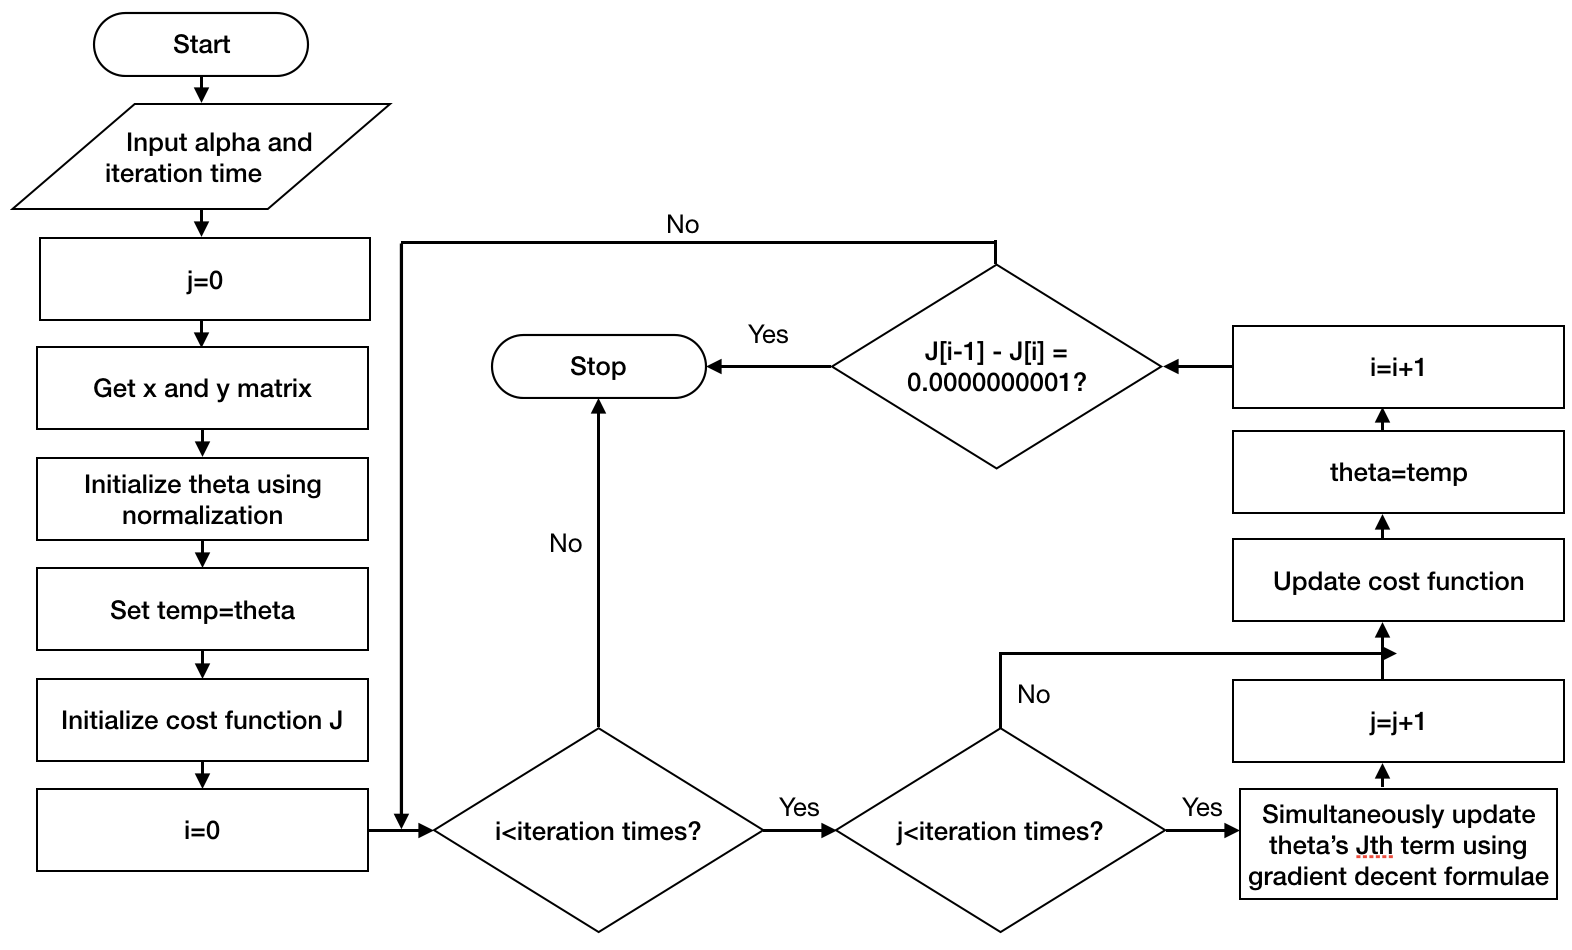 Start
Input alpha and
iteration time
j=0
Get x and y matrix
Initialize theta using
normalization
Set temp=theta
Initialize cost function J
i=0
i<iteration times?
Yes
No
Stop
j<iteration times?
Yes
No
Simultaneously update
theta’s Jth term using
gradient decent formulae
j=j+1
Update cost function
theta=temp
i=i+1
J[i-1] - J[i] =
0.0000000001?
Yes
No